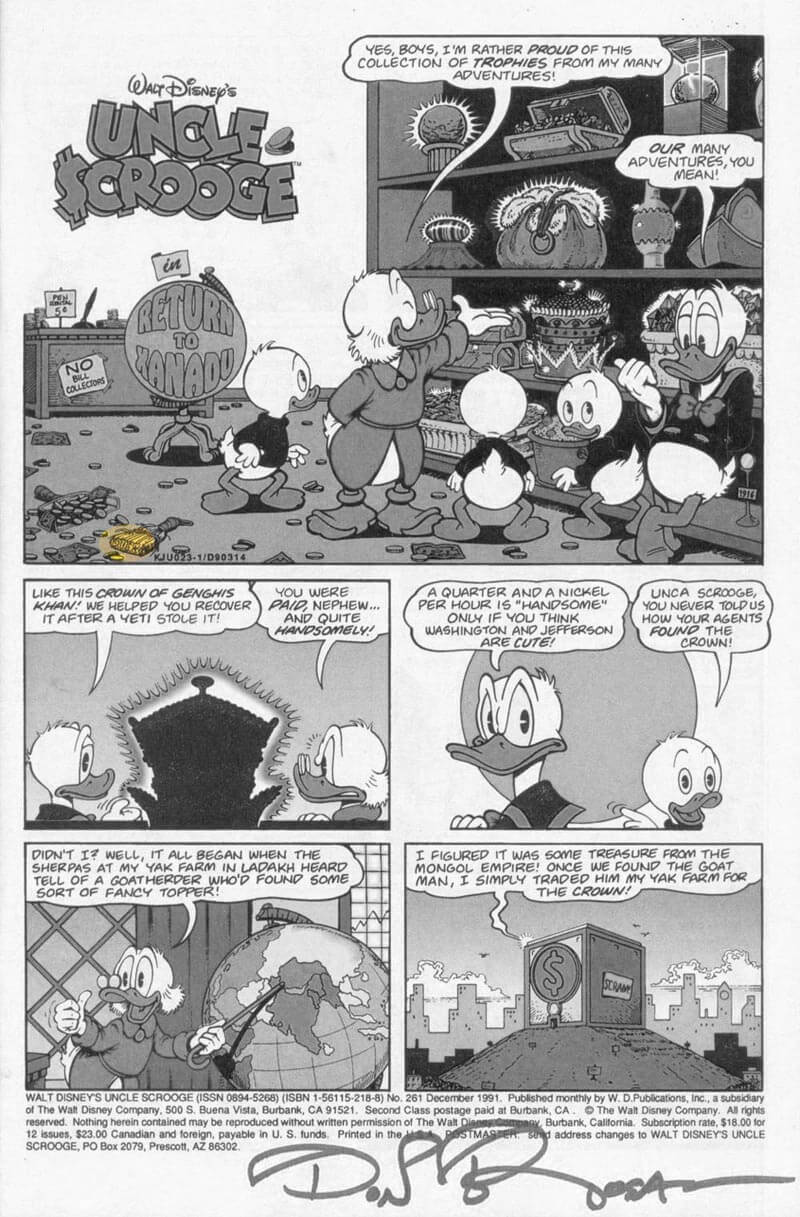 YES, BOYS, I'M RATHER PROUD OF THIS
COLLECTION OF TROPHIES FROM MY MANY
ADVENTURES!
WALT DISNEY'S
UNCLE
$CROOGE
TM
OUR MANY
ADVENTURES, YOU
MEAN!
in
RETURN
TO
XANADU
PEN
RENTAL
5¢
NO
BILL
COLLECTORS
1916
KJU023-1/D90314
LIKE THIS CROWN OF GENGHIS
KHAN! WE HELPED YOU RECOVER
IT AFTER A YETI STOLE IT!
YOU WERE
PAID, NEPHEW...
AND QUITE
HANDSOMELY!
A QUARTER AND A NICKEL
PER HOUR IS "HANDSOME"
ONLY IF YOU THINK
WASHINGTON AND JEFFERSON
ARE CUTE!
UNCA SCROOGE,
YOU NEVER TOLD US
HOW YOUR AGENTS
FOUND THE
CROWN!
DIDN'T I? WELL, IT ALL BEGAN WHEN THE
SHERPAS AT MY YAK FARM IN LADAKH HEARD
TELL OF A GOATHERDER WHO'D FOUND SOME
SORT OF FANCY TOPPER!
I FIGURED IT WAS SOME TREASURE FROM THE
MONGOL EMPIRE! ONCE WE FOUND THE GOAT
MAN, I SIMPLY TRADED HIM MY YAK FARM FOR
THE CROWN!
$
SCRAM!
WALT DISNEY'S UNCLE SCROOGE (ISSN 0894-5268) (ISBN 1-56115-218-8) No. 261 December 1991. Published monthly by W. D.Publications, Inc., a subsidiary
of The Walt Disney Company, 500 S. Buena Vista, Burbank, CA 91521. Second Class postage paid at Burbank, CA . © The Walt Disney Company. All rights
reserved. Nothing herein contained may be reproduced without written permission of The Walt Disney Company, Burbank, California. Subscription rate, $18.00 for
12 issues, $23.00 Canadian and foreign, payable in U. S. funds. Printed in the U.S.A. POSTMASTER: send address changes to WALT DISNEY'S UNCLE
SCROOGE, PO Box 2079, Prescott, AZ 86302.
Don Rosa